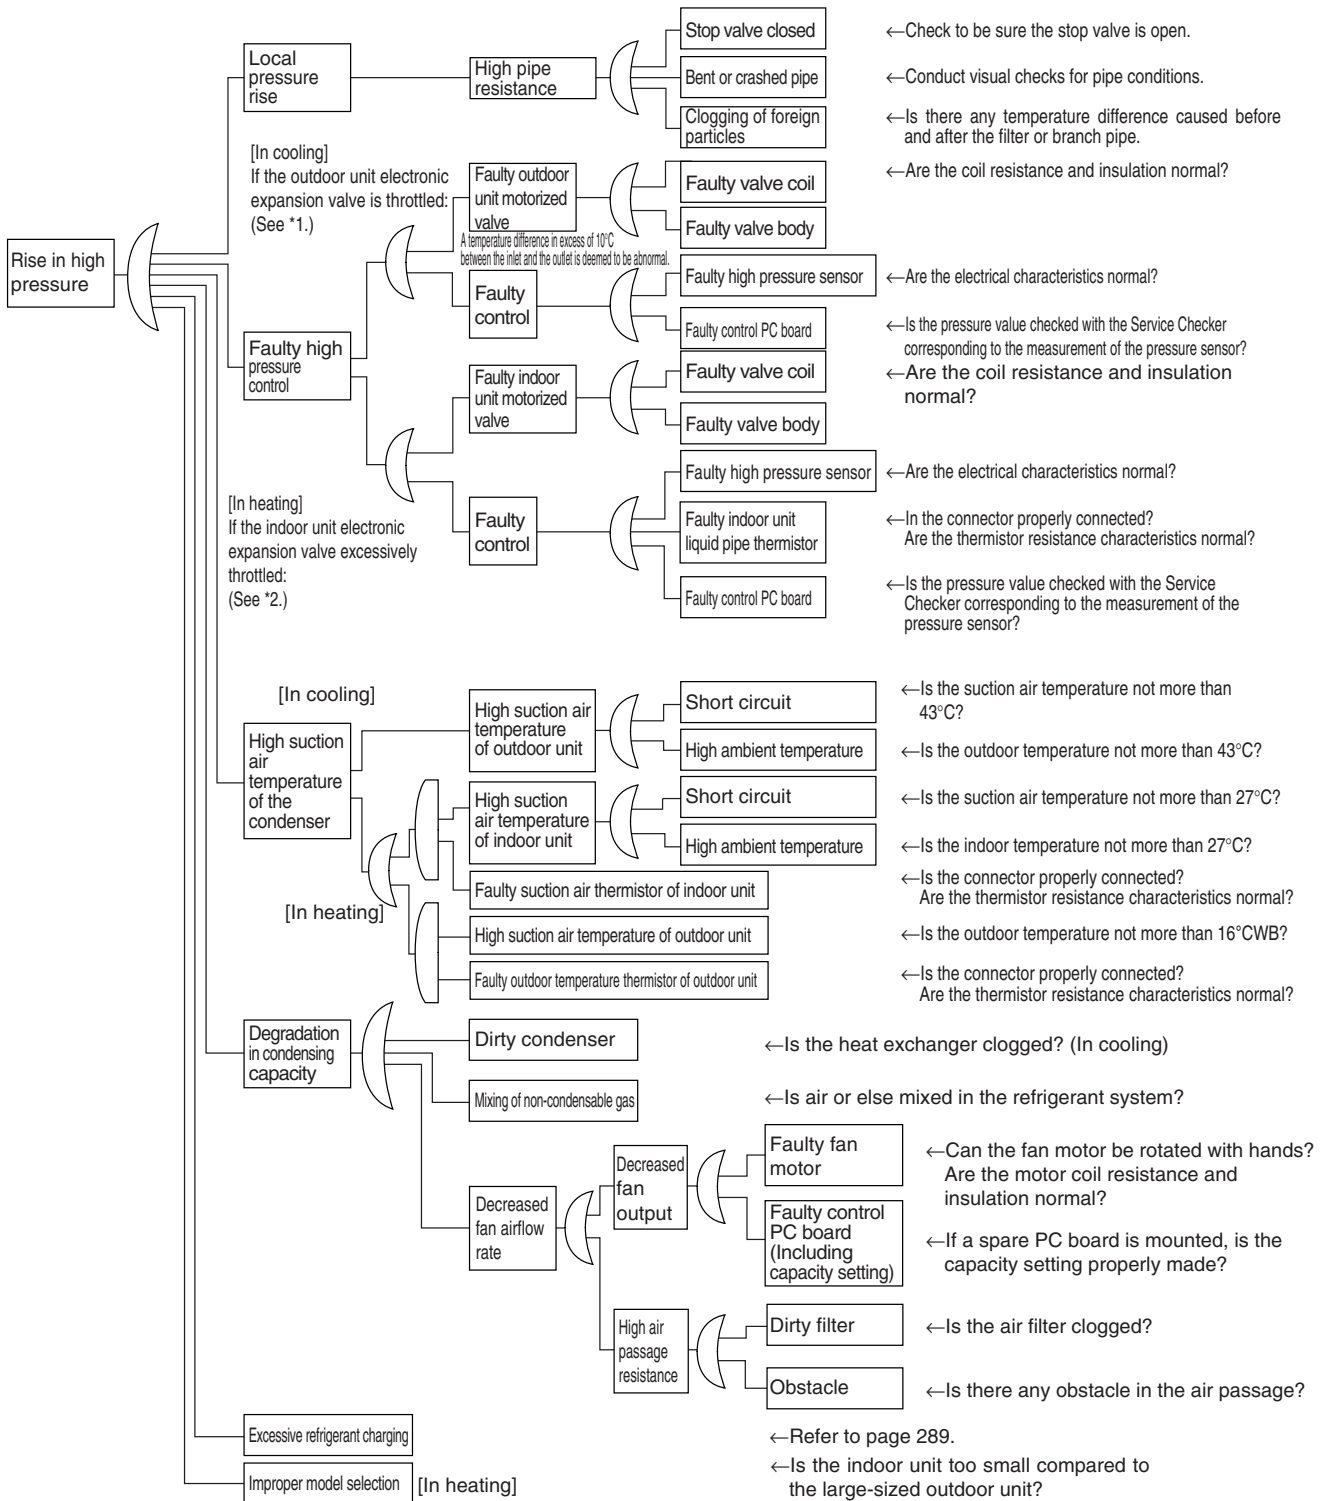 Rise in high
pressure
Local
pressure
rise
High pipe
resistance
Stop valve closed
←Check to be sure the stop valve is open.
Bent or crashed pipe
←Conduct visual checks for pipe conditions.
Clogging of foreign
particles
←Is there any temperature difference caused before
and after the filter or branch pipe.
[In cooling]
If the outdoor unit electronic
expansion valve is throttled:
(See *1.)
Faulty high
pressure
control
Faulty outdoor
unit motorized
valve
A temperature difference in excess of 10°C
between the inlet and the outlet is deemed to be abnormal.
Faulty valve coil
←Are the coil resistance and insulation normal?
Faulty valve body
Faulty
control
Faulty high pressure sensor
←Are the electrical characteristics normal?
Faulty control PC board
←Is the pressure value checked with the Service Checker
corresponding to the measurement of the pressure sensor?
Faulty indoor
unit motorized
valve
Faulty valve coil
←Are the coil resistance and insulation
normal?
Faulty valve body
[In heating]
If the indoor unit electronic
expansion valve excessively
throttled:
(See *2.)
Faulty
control
Faulty high pressure sensor
←Are the electrical characteristics normal?
Faulty indoor unit
liquid pipe thermistor
←In the connector properly connected?
Are the thermistor resistance characteristics normal?
Faulty control PC board
←Is the pressure value checked with the Service
Checker corresponding to the measurement of the
pressure sensor?
[In cooling]
High suction
air
temperature
of the
condenser
High suction air
temperature
of outdoor unit
Short circuit
←Is the suction air temperature not more than
43°C?
High ambient temperature
←Is the outdoor temperature not more than 43°C?
[In heating]
High suction
air temperature
of indoor unit
Short circuit
←Is the suction air temperature not more than 27°C?
High ambient temperature
←Is the indoor temperature not more than 27°C?
Faulty suction air thermistor of indoor unit
←Is the connector properly connected?
Are the thermistor resistance characteristics normal?
High suction air temperature of outdoor unit
←Is the outdoor temperature not more than 16°CWB?
Faulty outdoor temperature thermistor of outdoor unit
←Is the connector properly connected?
Are the thermistor resistance characteristics normal?
Degradation
in condensing
capacity
Dirty condenser
←Is the heat exchanger clogged? (In cooling)
Mixing of non-condensable gas
←Is air or else mixed in the refrigerant system?
Decreased
fan airflow
rate
Decreased
fan
output
Faulty fan
motor
←Can the fan motor be rotated with hands?
Are the motor coil resistance and
insulation normal?
Faulty control
PC board
(Including
capacity setting)
←If a spare PC board is mounted, is the
capacity setting properly made?
High air
passage
resistance
Dirty filter
←Is the air filter clogged?
Obstacle
←Is there any obstacle in the air passage?
Excessive refrigerant charging
←Refer to page 289.
Improper model selection
[In heating]
←Is the indoor unit too small compared to
the large-sized outdoor unit?